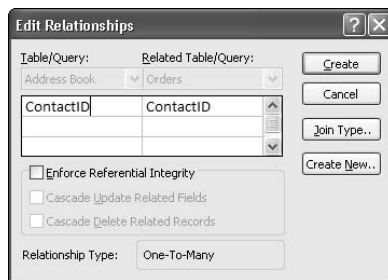 Edit Relationships
Table/Query: Related Table/Query:
Address Book Orders
ContactID ContactID
Enforce Referential Integrity
Cascade Update Related Fields
Cascade Delete Related Records
Relationship Type: One-To-Many
Create
Cancel
Join Type..
Create New..